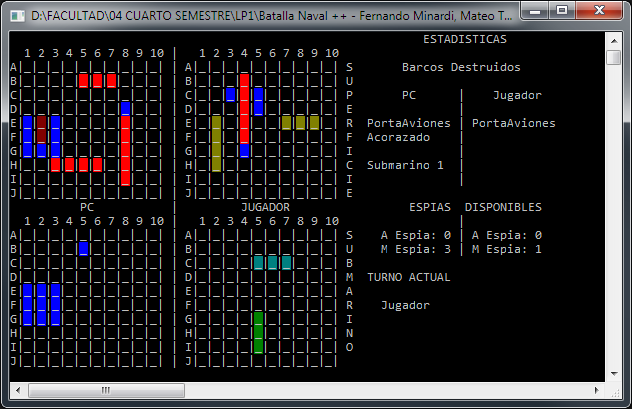 D:\FACULTAD\04 CUARTO SEMESTRE\LP1\Batalla Naval ++ - Fernando Minardi, Mateo T...
ESTADISTICAS
1 2 3 4 5 6 7 8 9 10 1 2 3 4 5 6 7 8 9 10
A A S
B B U Barcos Destruidos
C C P
D D E PC | Jugador
E E R
F F F PortaAviones | PortaAviones
G G I Acorazado
H H C
I I I Submarino 1
J J E
PC JUGADOR ESPIAS DISPONIBLES
1 2 3 4 5 6 7 8 9 10 1 2 3 4 5 6 7 8 9 10
A A S A Espia: 0 | A Espia: 0
B B U M Espia: 3 | M Espia: 1
C C B
D D M TURNO ACTUAL
E E A
F F R Jugador
G G I
H H N
I I O
J J